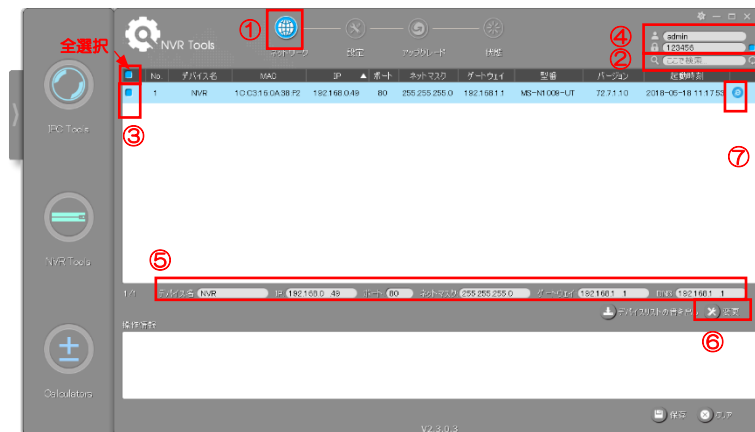 ①
全選択
NVR Tools
ネットワーク
設定
アップグレード
状態
④
admin
123456
②
ここで検索...
No.
デバイス名
MAC
IP
ポート
ネットマスク
ゲートウェイ
型番
バージョン
起動時刻
1
NVR
1C:C3:16:0A:38:F2
192.168.0.49
80
255.255.255.0
192.168.1.1
MS-N1009-UT
72.7.1.10
2018-05-18 11:17:53
③
⑦
IPC Tools
NVR Tools
⑤
1/1
デバイス名 NVR
IP 192.168.0 .49
ポート 80
ネットマスク 255.255.255.0
ゲートウェイ 192.168.1 .1
DNS 192.168.1 .1
デバイスリストの書き出し
変更
操作情報
⑥
Calculators
保存
クリア
V2.3.0.3